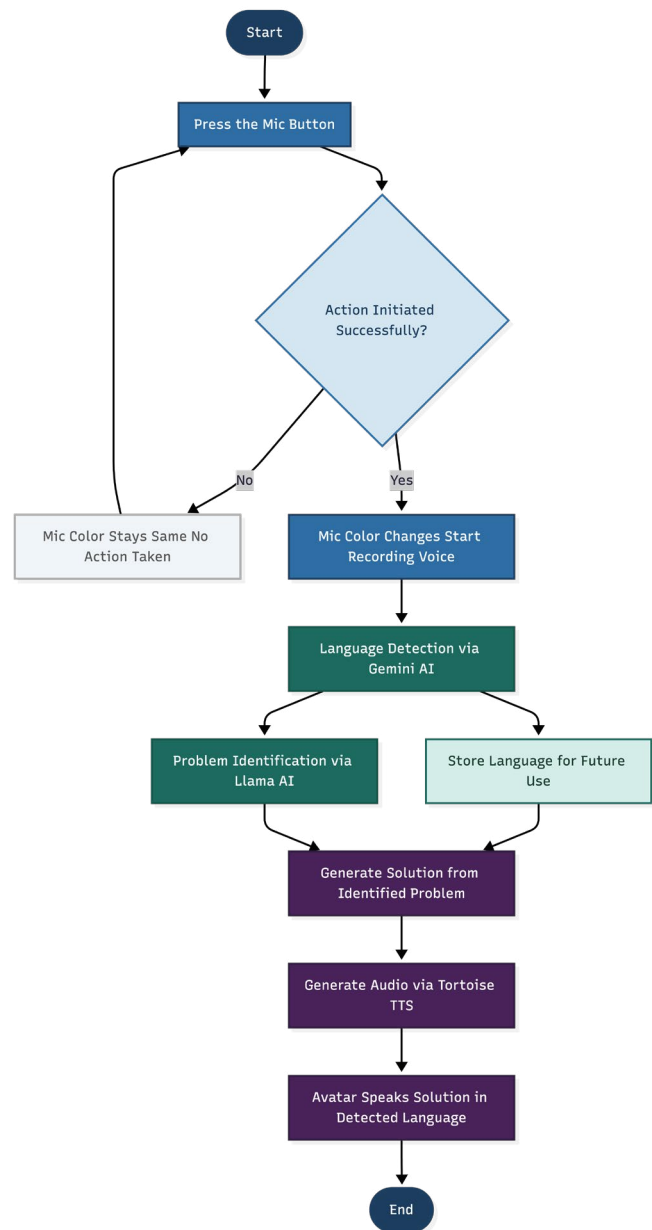 Start
Press the Mic Button
Action Initiated
Successfully?
No
Yes
Mic Color Stays Same No
Action Taken
Mic Color Changes Start
Recording Voice
Language Detection via
Gemini AI
Problem Identification via
Llama AI
Store Language for Future
Use
Generate Solution from
Identified Problem
Generate Audio via Tortoise
TTS
Avatar Speaks Solution in
Detected Language
End